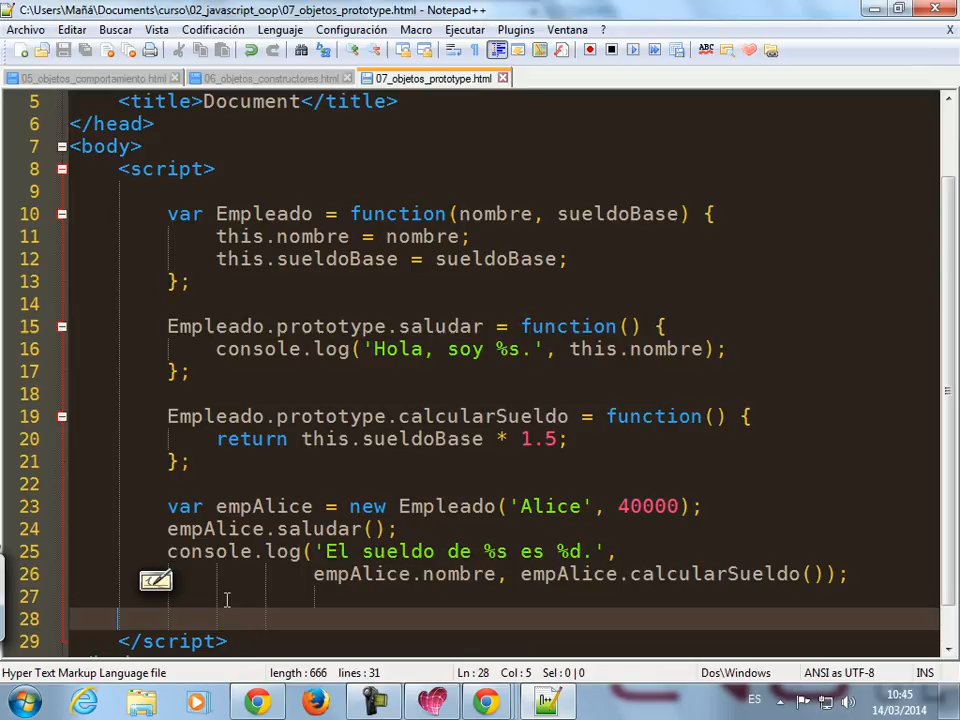 C:\Users\Mañá\Documents\curso\02_javascript_oop\07_objetos_prototype.html - Notepad++
Archivo Editar Buscar Vista Codificación Lenguaje Configuración Macro Ejecutar Plugins Ventana ? X
05_objetos_comportamiento.html 06_objetos_constructores.html 07_objetos_prototype.html
5 <title>Document</title>
6 </head>
7 <body>
8 <script>
9
10 var Empleado = function(nombre, sueldoBase) {
11 this.nombre = nombre;
12 this.sueldoBase = sueldoBase;
13 };
14
15 Empleado.prototype.saludar = function() {
16 console.log('Hola, soy %s.', this.nombre);
17 };
18
19 Empleado.prototype.calcularSueldo = function() {
20 return this.sueldoBase * 1.5;
21 };
22
23 var empAlice = new Empleado('Alice', 40000);
24 empAlice.saludar();
25 console.log('El sueldo de %s es %d.',
26 empAlice.nombre, empAlice.calcularSueldo());
27
28
29 </script>
Hyper Text Markup Language file length : 666 lines : 31 Ln : 28 Col : 5 Sel : 0 | 0 Dos\Windows ANSI as UTF-8 INS
ES 10:45
14/03/2014